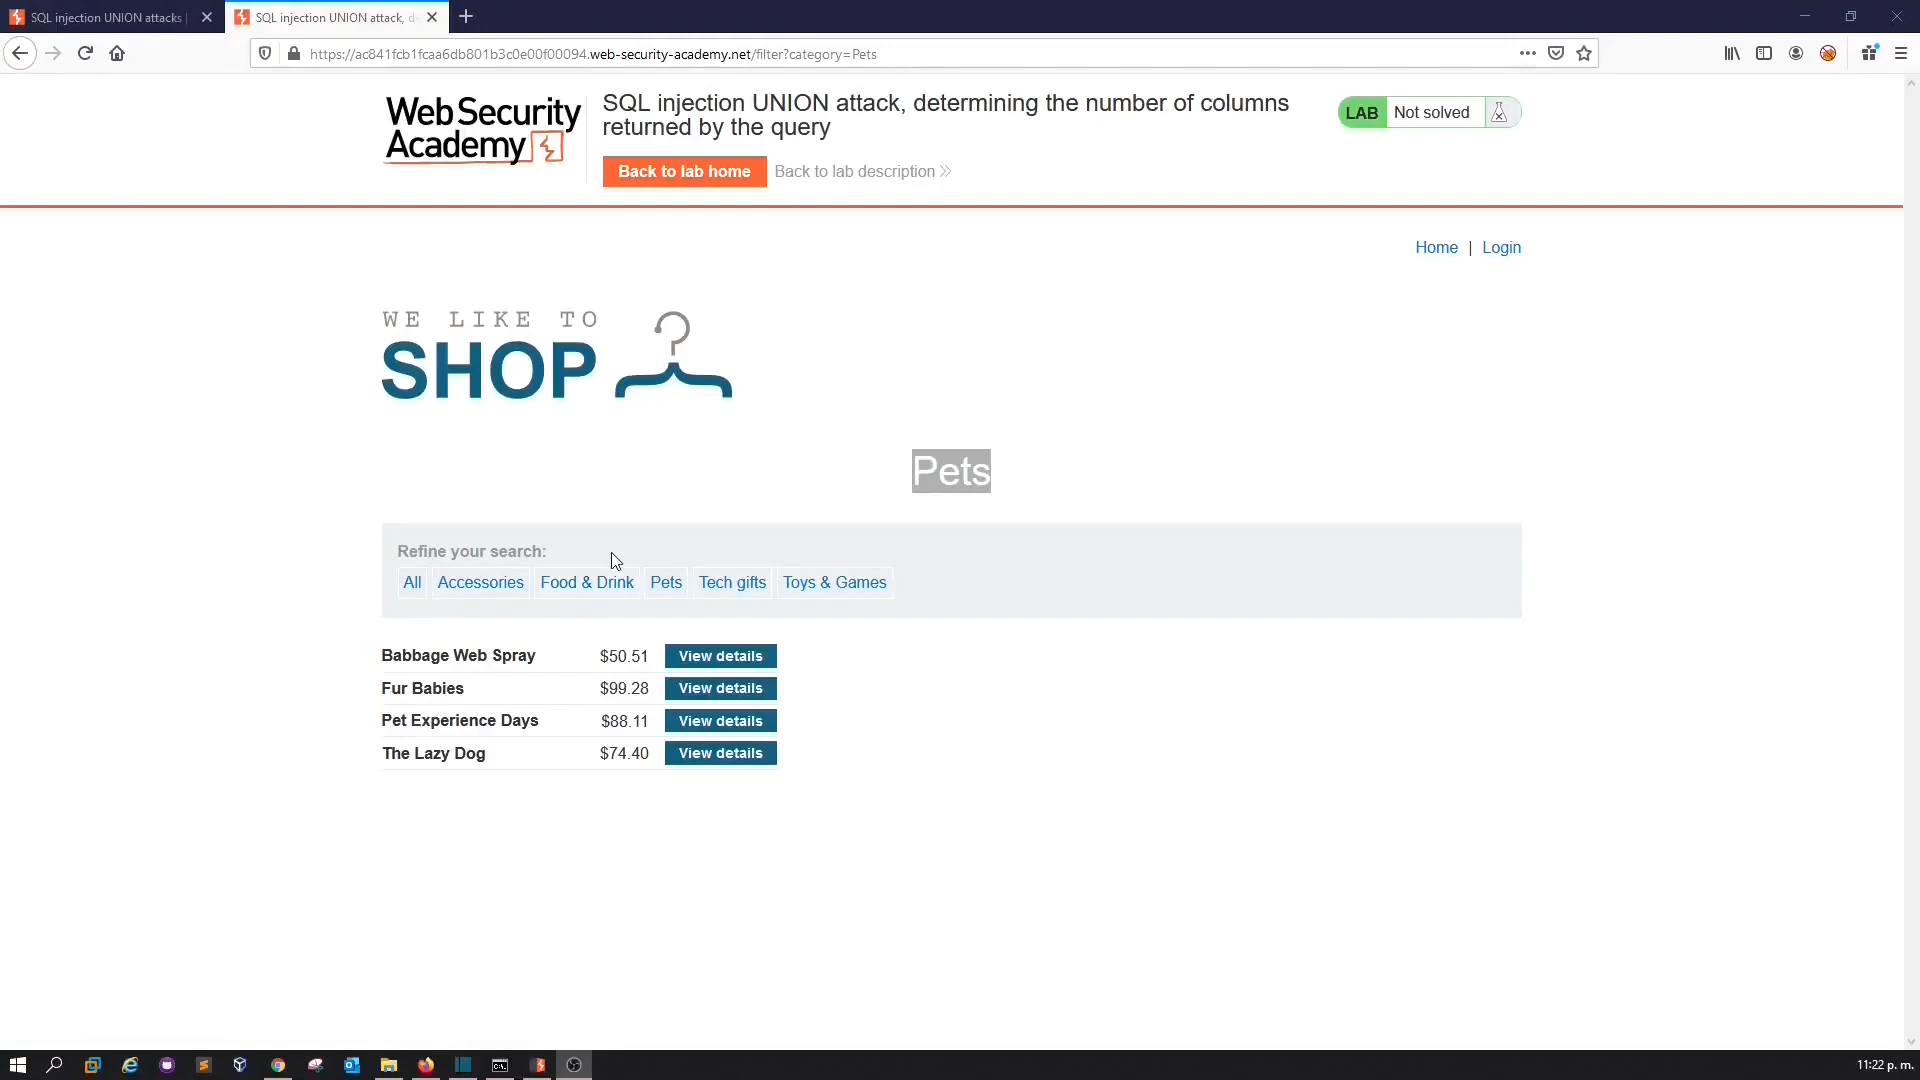 SQL injection UNION attacks |
SQL injection UNION attack, d
https://ac841fcb1fcaa6db801b3c0e00f00094.web-security-academy.net/filter?category=Pets
Web Security
Academy
SQL injection UNION attack, determining the number of columns
returned by the query
LAB Not solved
Back to lab home Back to lab description
Home | Login
WE LIKE TO
SHOP
Pets
Refine your search:
All Accessories Food & Drink Pets Tech gifts Toys & Games
Babbage Web Spray $50.51 View details
Fur Babies $99.28 View details
Pet Experience Days $88.11 View details
The Lazy Dog $74.40 View details
11:22 p. m.